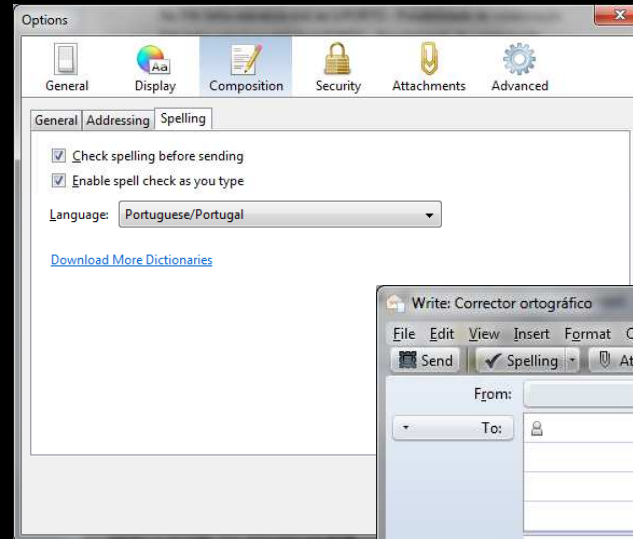 Options
General Display Composition Security Attachments Advanced
General Addressing Spelling
Check spelling before sending
Enable spell check as you type
Language: Portuguese/Portugal
Download More Dictionaries
Write: Corrector ortográfico
File Edit View Insert Format
Send Spelling At
From:
To: